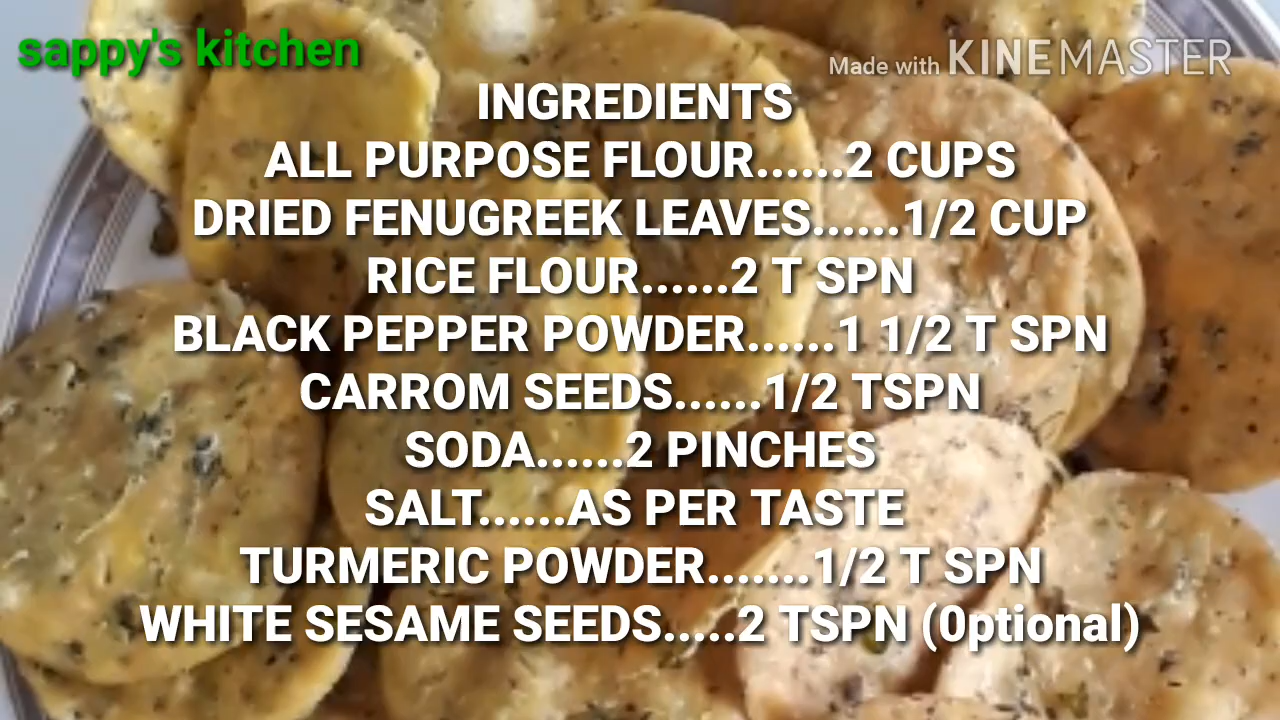 sappy's kitchen
Made with KINEMASTER
INGREDIENTS
ALL PURPOSE FLOUR......2 CUPS
DRIED FENUGREEK LEAVES......1/2 CUP
RICE FLOUR......2 T SPN
BLACK PEPPER POWDER......1 1/2 T SPN
CARROM SEEDS......1/2 TSPN
SODA......2 PINCHES
SALT......AS PER TASTE
TURMERIC POWDER.......1/2 T SPN
WHITE SESAME SEEDS.....2 TSPN (0ptional)